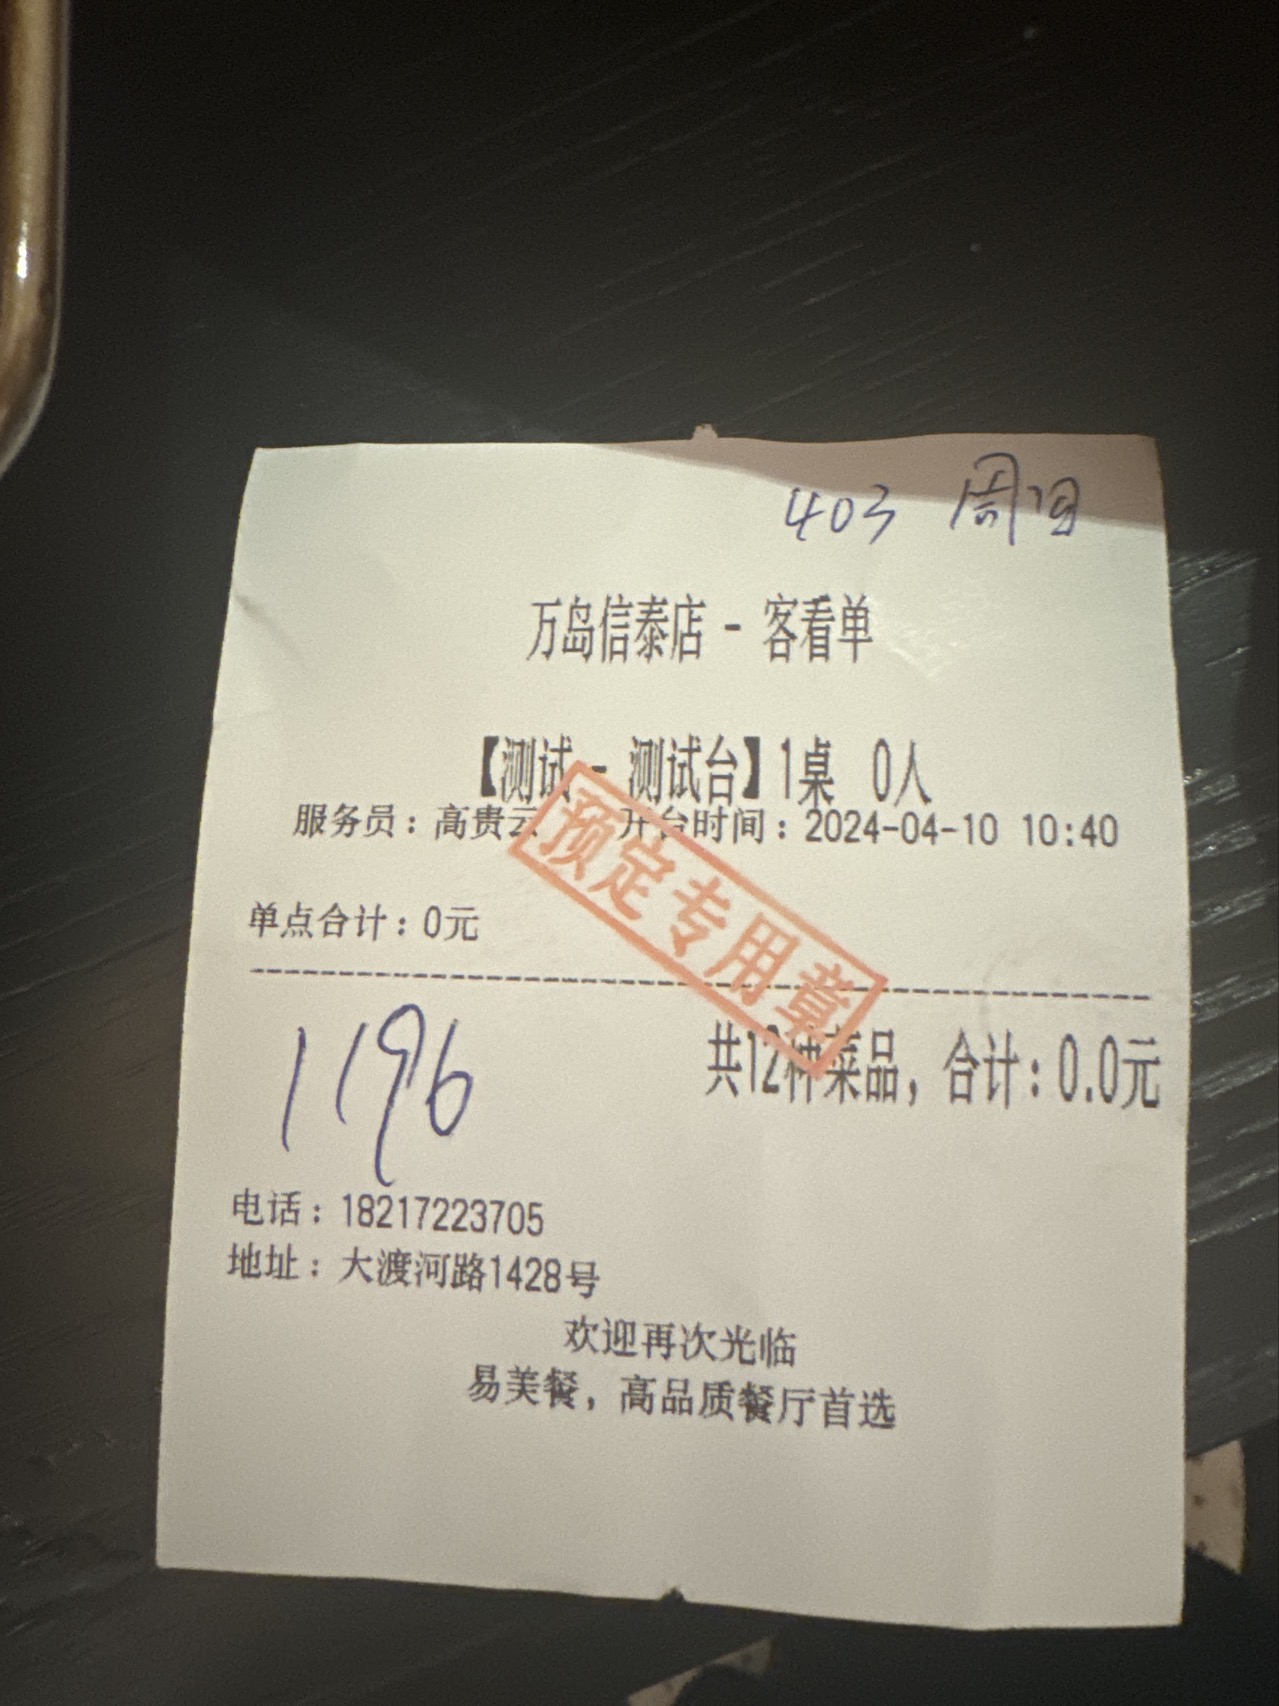 403 周
万岛信泰店 - 客看单
【测试 - 测试台】1桌 0人
服务员：高贵云 开台时间：2024-04-10 10:40
预定专用章
单点合计：0元
1196
共12种菜品，合计：0.0元
电话：18217223705
地址：大渡河路1428号
欢迎再次光临
易美餐，高品质餐厅首选